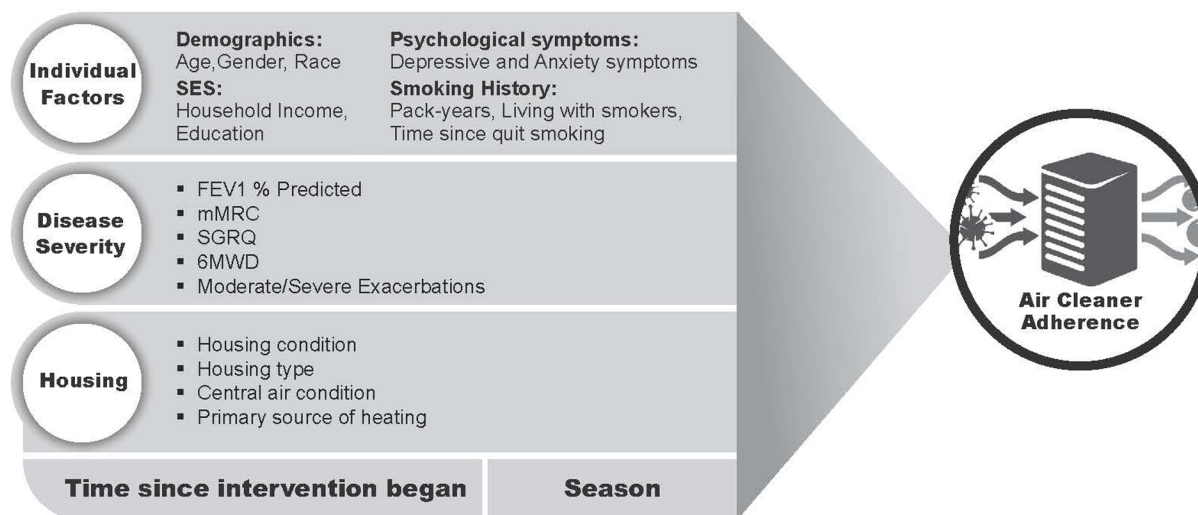 Individual
Factors
Demographics:
Age,Gender, Race
SES:
Household Income,
Education
Psychological symptoms:
Depressive and Anxiety symptoms
Smoking History:
Pack-years, Living with smokers,
Time since quit smoking
Disease
Severity
▪ FEV1 % Predicted
▪ mMRC
▪ SGRQ
▪ 6MWD
▪ Moderate/Severe Exacerbations
Housing
▪ Housing condition
▪ Housing type
▪ Central air condition
▪ Primary source of heating
Time since intervention began
Season
Air Cleaner
Adherence